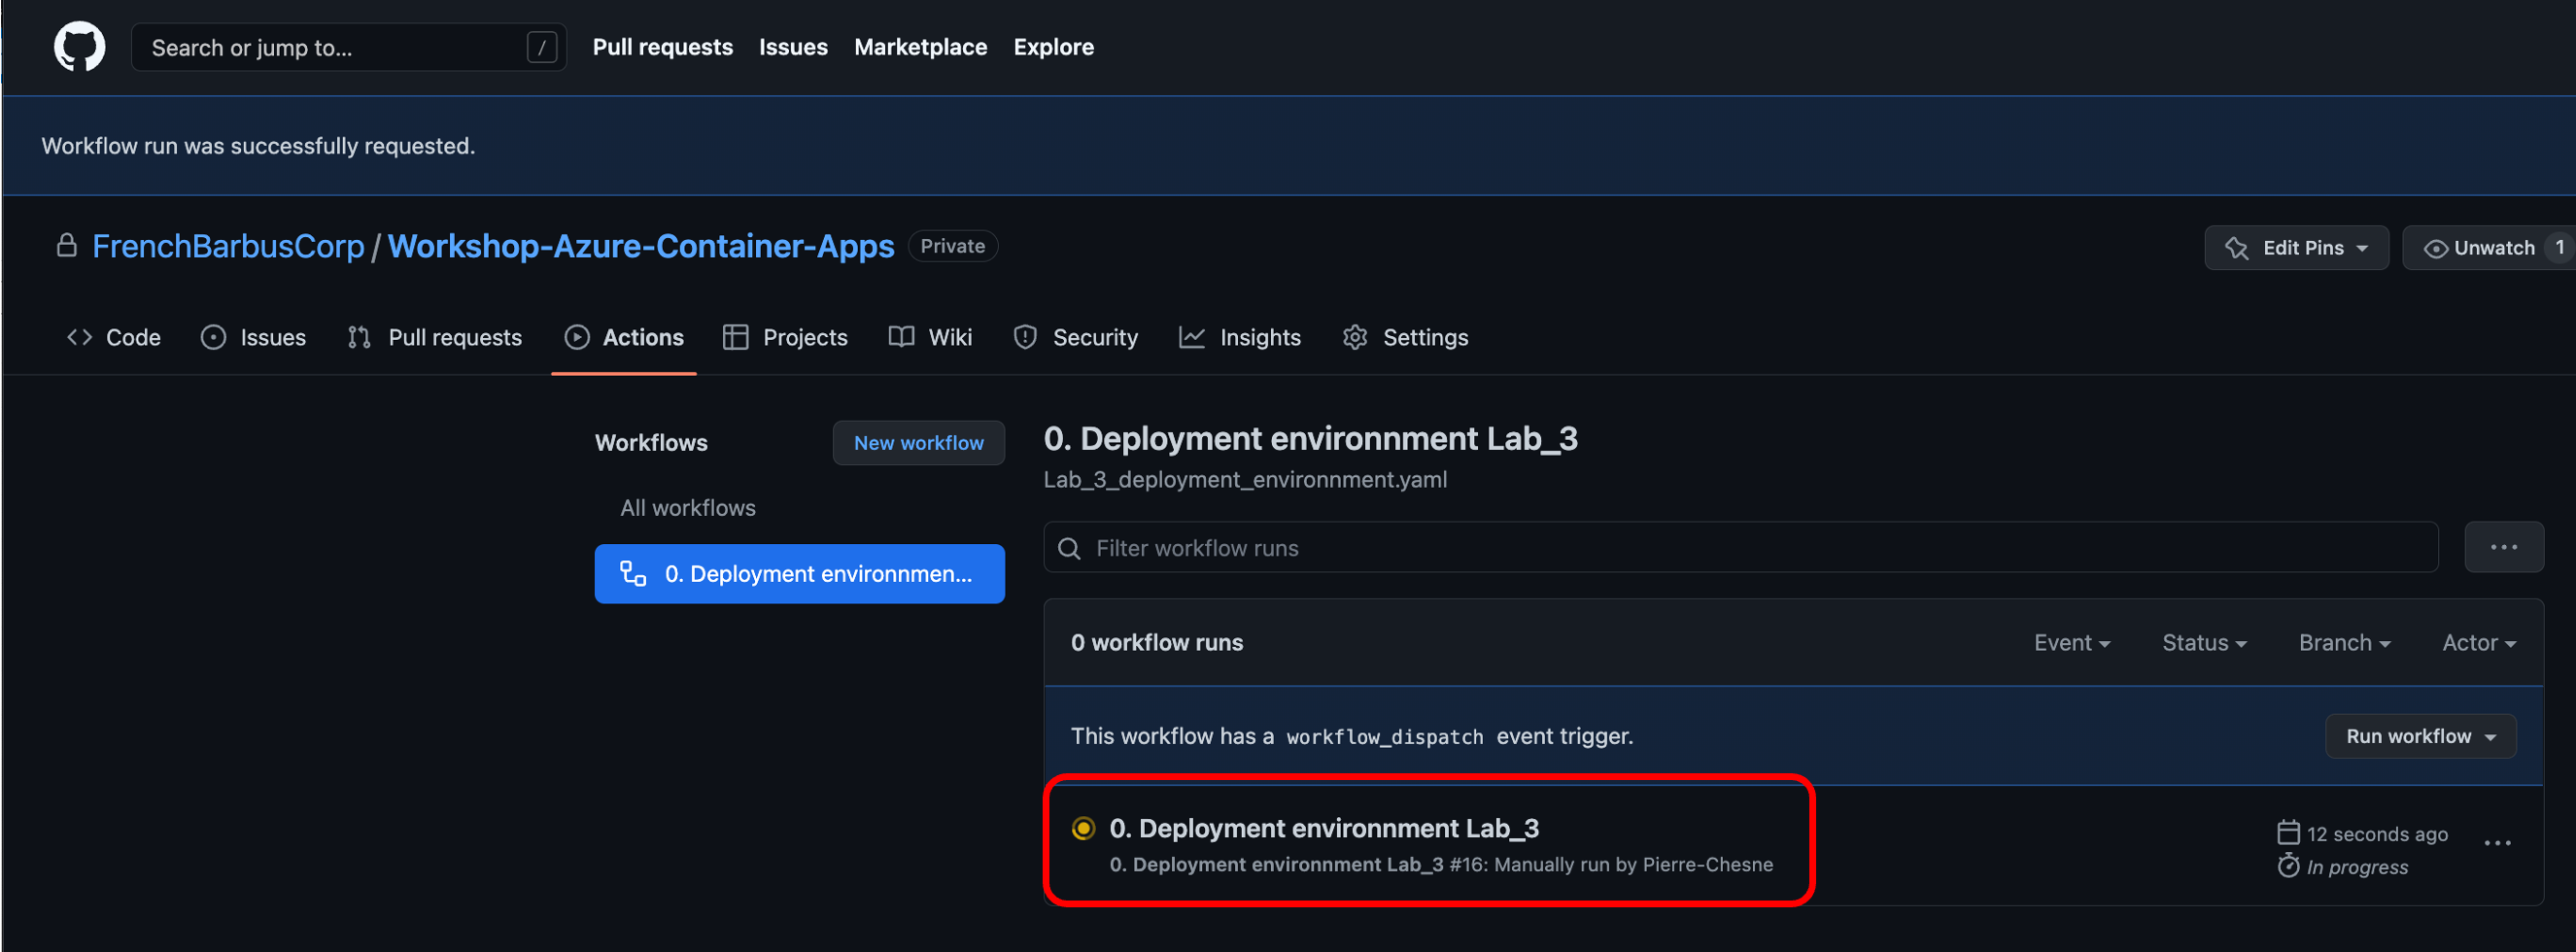 Search or jump to... /
Pull requests Issues Marketplace Explore
Workflow run was successfully requested.
FrenchBarbusCorp / Workshop-Azure-Container-Apps Private
Edit Pins Unwatch 1
Code Issues Pull requests Actions Projects Wiki Security Insights Settings
Workflows New workflow
All workflows
0. Deployment environnmen...
0. Deployment environnment Lab_3
Lab_3_deployment_environnment.yaml
Filter workflow runs
0 workflow runs Event Status Branch Actor
This workflow has a workflow_dispatch event trigger. Run workflow
0. Deployment environnment Lab_3
0. Deployment environnment Lab_3 #16: Manually run by Pierre-Chesne
12 seconds ago
In progress